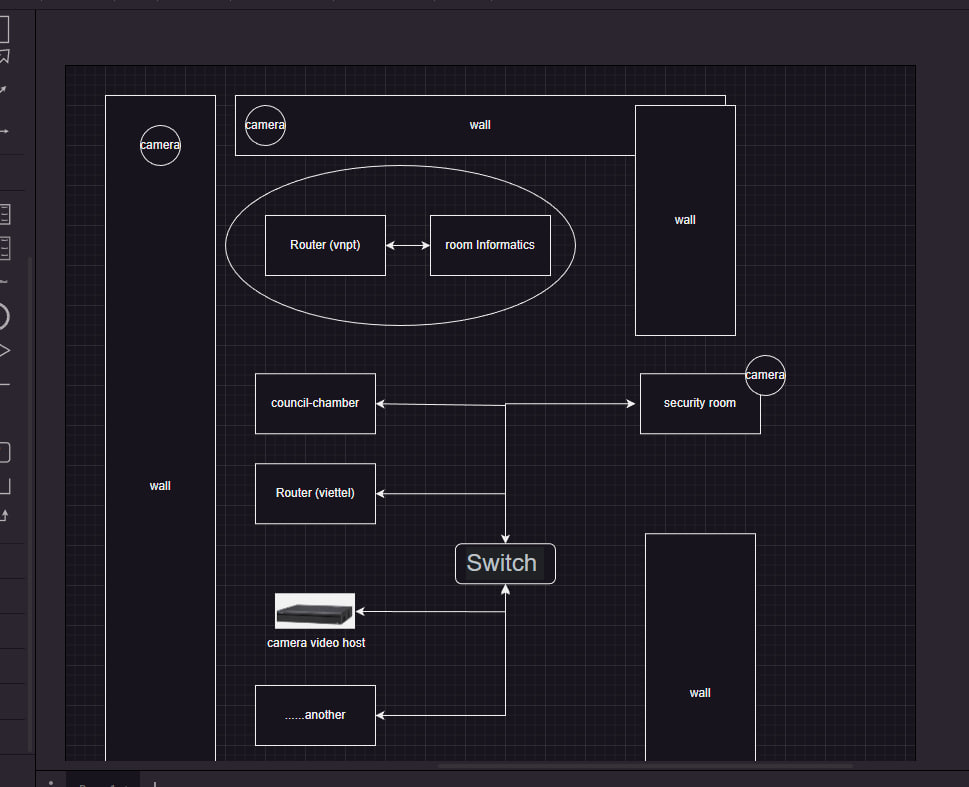 camera
wall
camera
wall
Router (vnpt)
room Informatics
camera
council-chamber
security room
Router (viettel)
wall
Switch
camera video host
wall
......another